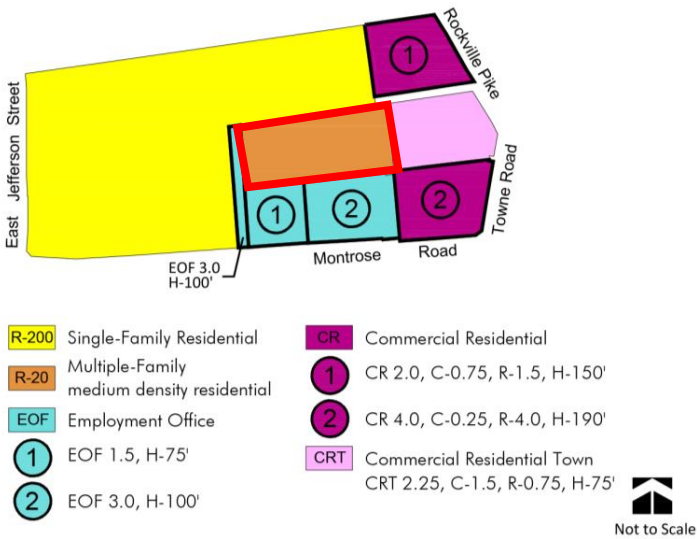 1
Rockville Pike
East Jefferson Street
Towne Road
1
2
2
EOF 3.0
H-100'
Montrose
Road
R-200 Single-Family Residential
R-20 Multiple-Family
medium density residential
EOF Employment Office
1 EOF 1.5, H-75'
2 EOF 3.0, H-100'
CR Commercial Residential
1 CR 2.0, C-0.75, R-1.5, H-150'
2 CR 4.0, C-0.25, R-4.0, H-190'
CRT Commercial Residential Town
CRT 2.25, C-1.5, R-0.75, H-75'
Not to Scale